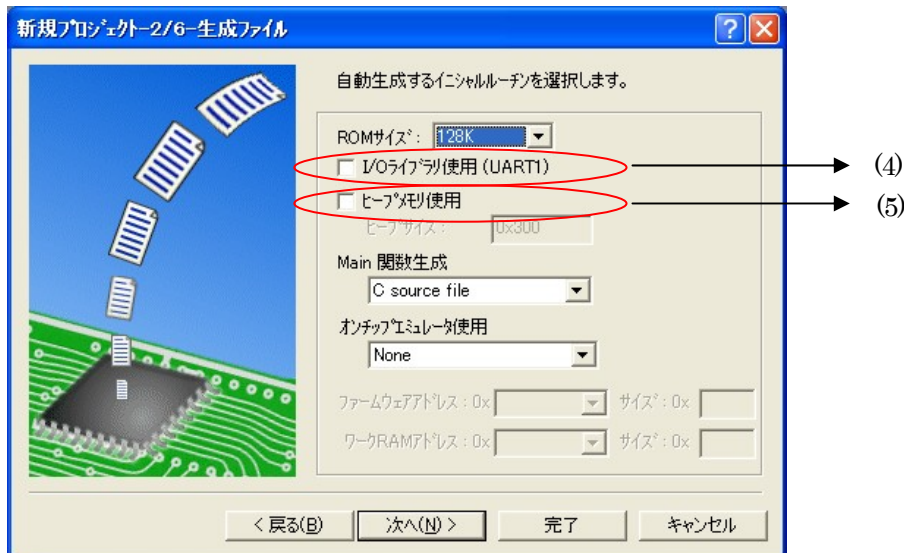 新規プロジェクト-2/6-生成ファイル
自動生成するイニシャルルーチンを選択します。
ROMサイズ: 128K
I/Oライブラリ使用(UART1)
(4)
ヒープメモリ使用
(5)
ヒープサイズ: 0x300
Main 関数生成
C source file
オンチップエミュレータ使用
None
ファームウェアアドレス:0x サイズ:0x
ワークRAMアドレス:0x サイズ:0x
< 戻る(B) 次へ(N) > 完了 キャンセル